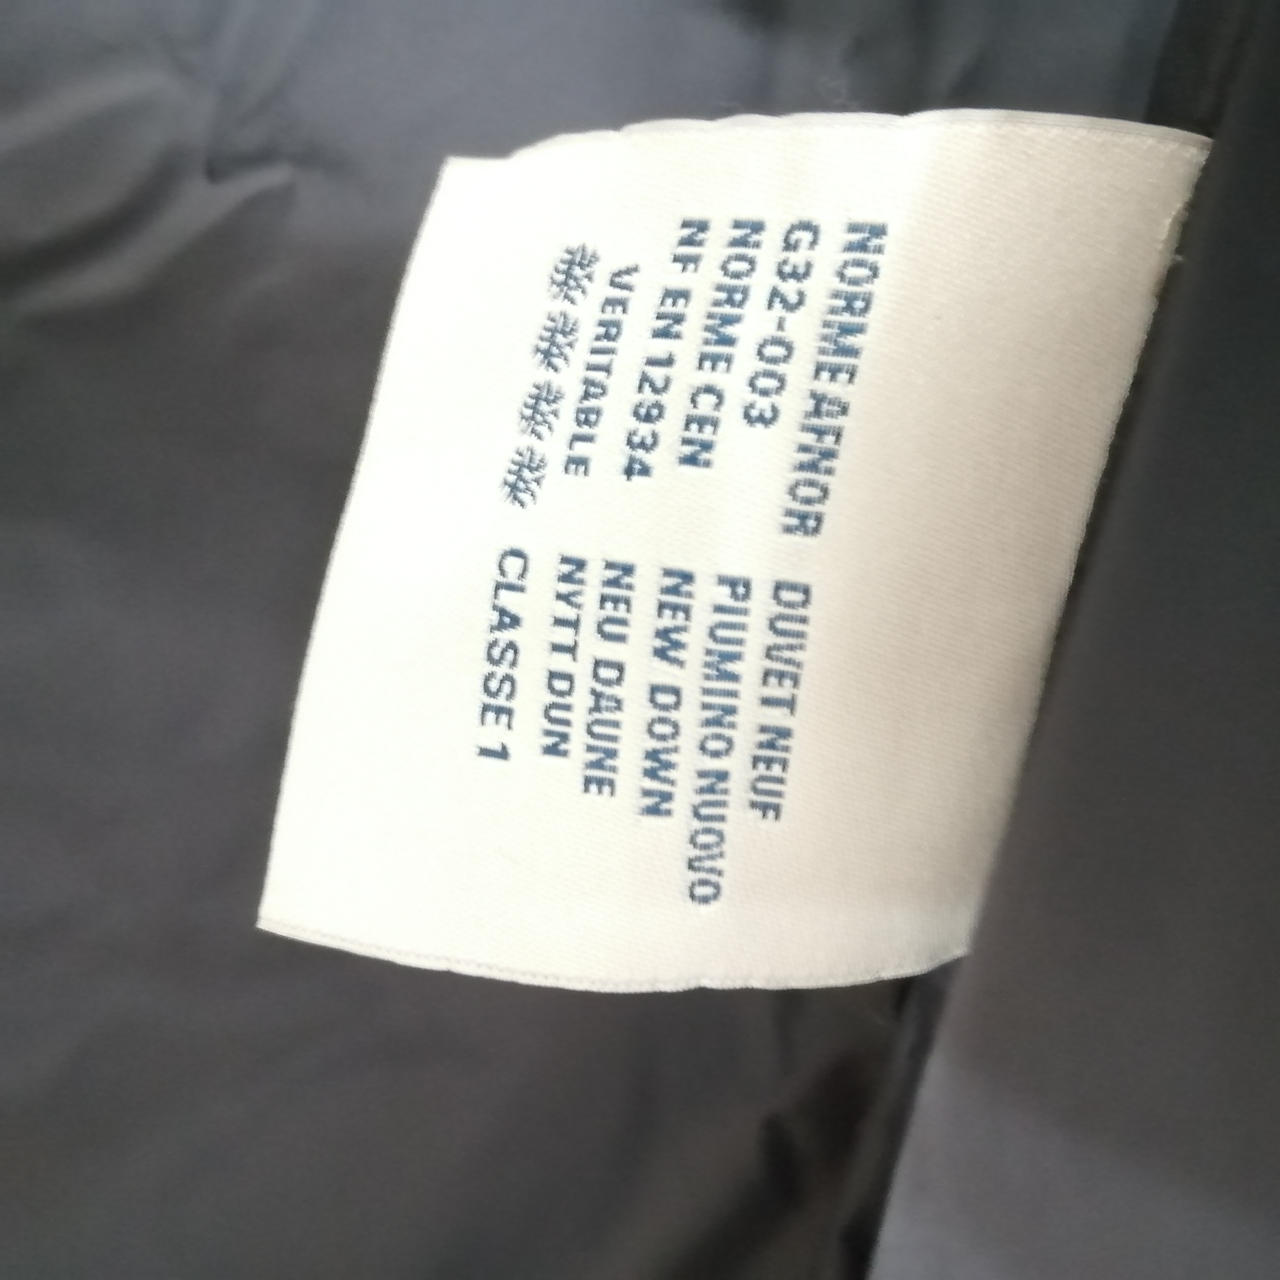 NORME AFNOR
G32-003
NORME CEN
NF EN 12934
VERITABLE
DUVET NEUF
PIUMINO NUOVO
NEW DOWN
NEU DAUNE
NYTT DUN
CLASSE 1